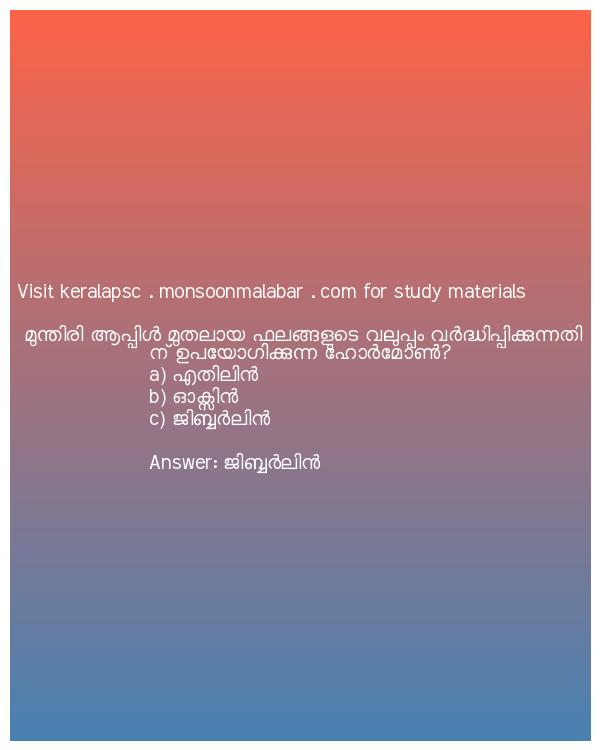 Visit keralapsc . monsoonmalabar . com for study materials
മുന്തിരി ആപ്പിൾ മുതലായ ഫലങ്ങളുടെ വലുപ്പം വർദ്ധിപ്പിക്കുന്നതി
ന് ഉപയോഗിക്കുന്ന ഹോർമോൺ?
a) എതിലിൻ
b) ഓക്സിൻ
c) ജിബ്ബർലിൻ
Answer: ജിബ്ബർലിൻ